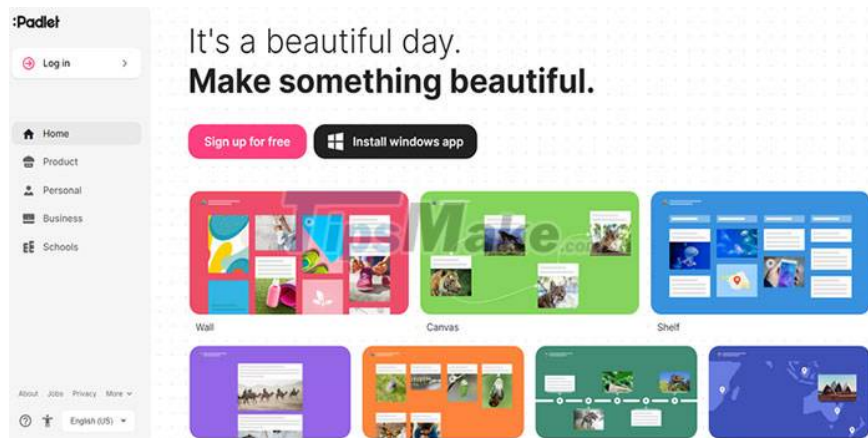 :Padlet
Log in
Home
Product
Personal
Business
Schools
About Jobs Privacy More
English (US)
It's a beautiful day.
Make something beautiful.
Sign up for free
Install windows app
TipsMake.com
Wall
Canvas
Shelf